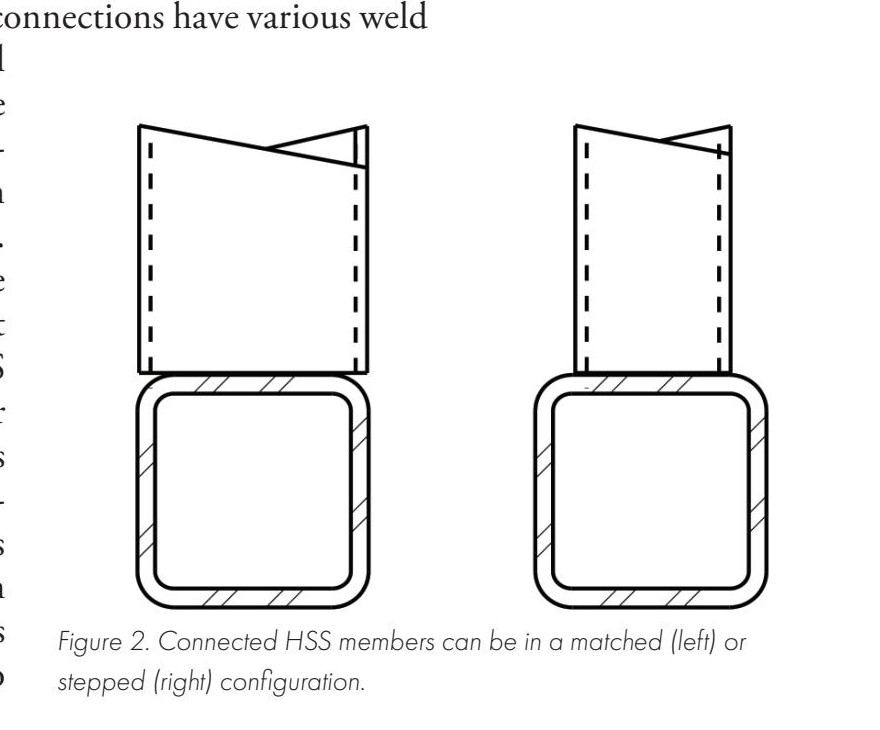 connections have various weld
l
e
-
n
.
e
t
s
r
s
-
s
n
s
o
Figure 2. Connected HSS members can be in a matched (left) or
stepped (right) configuration.